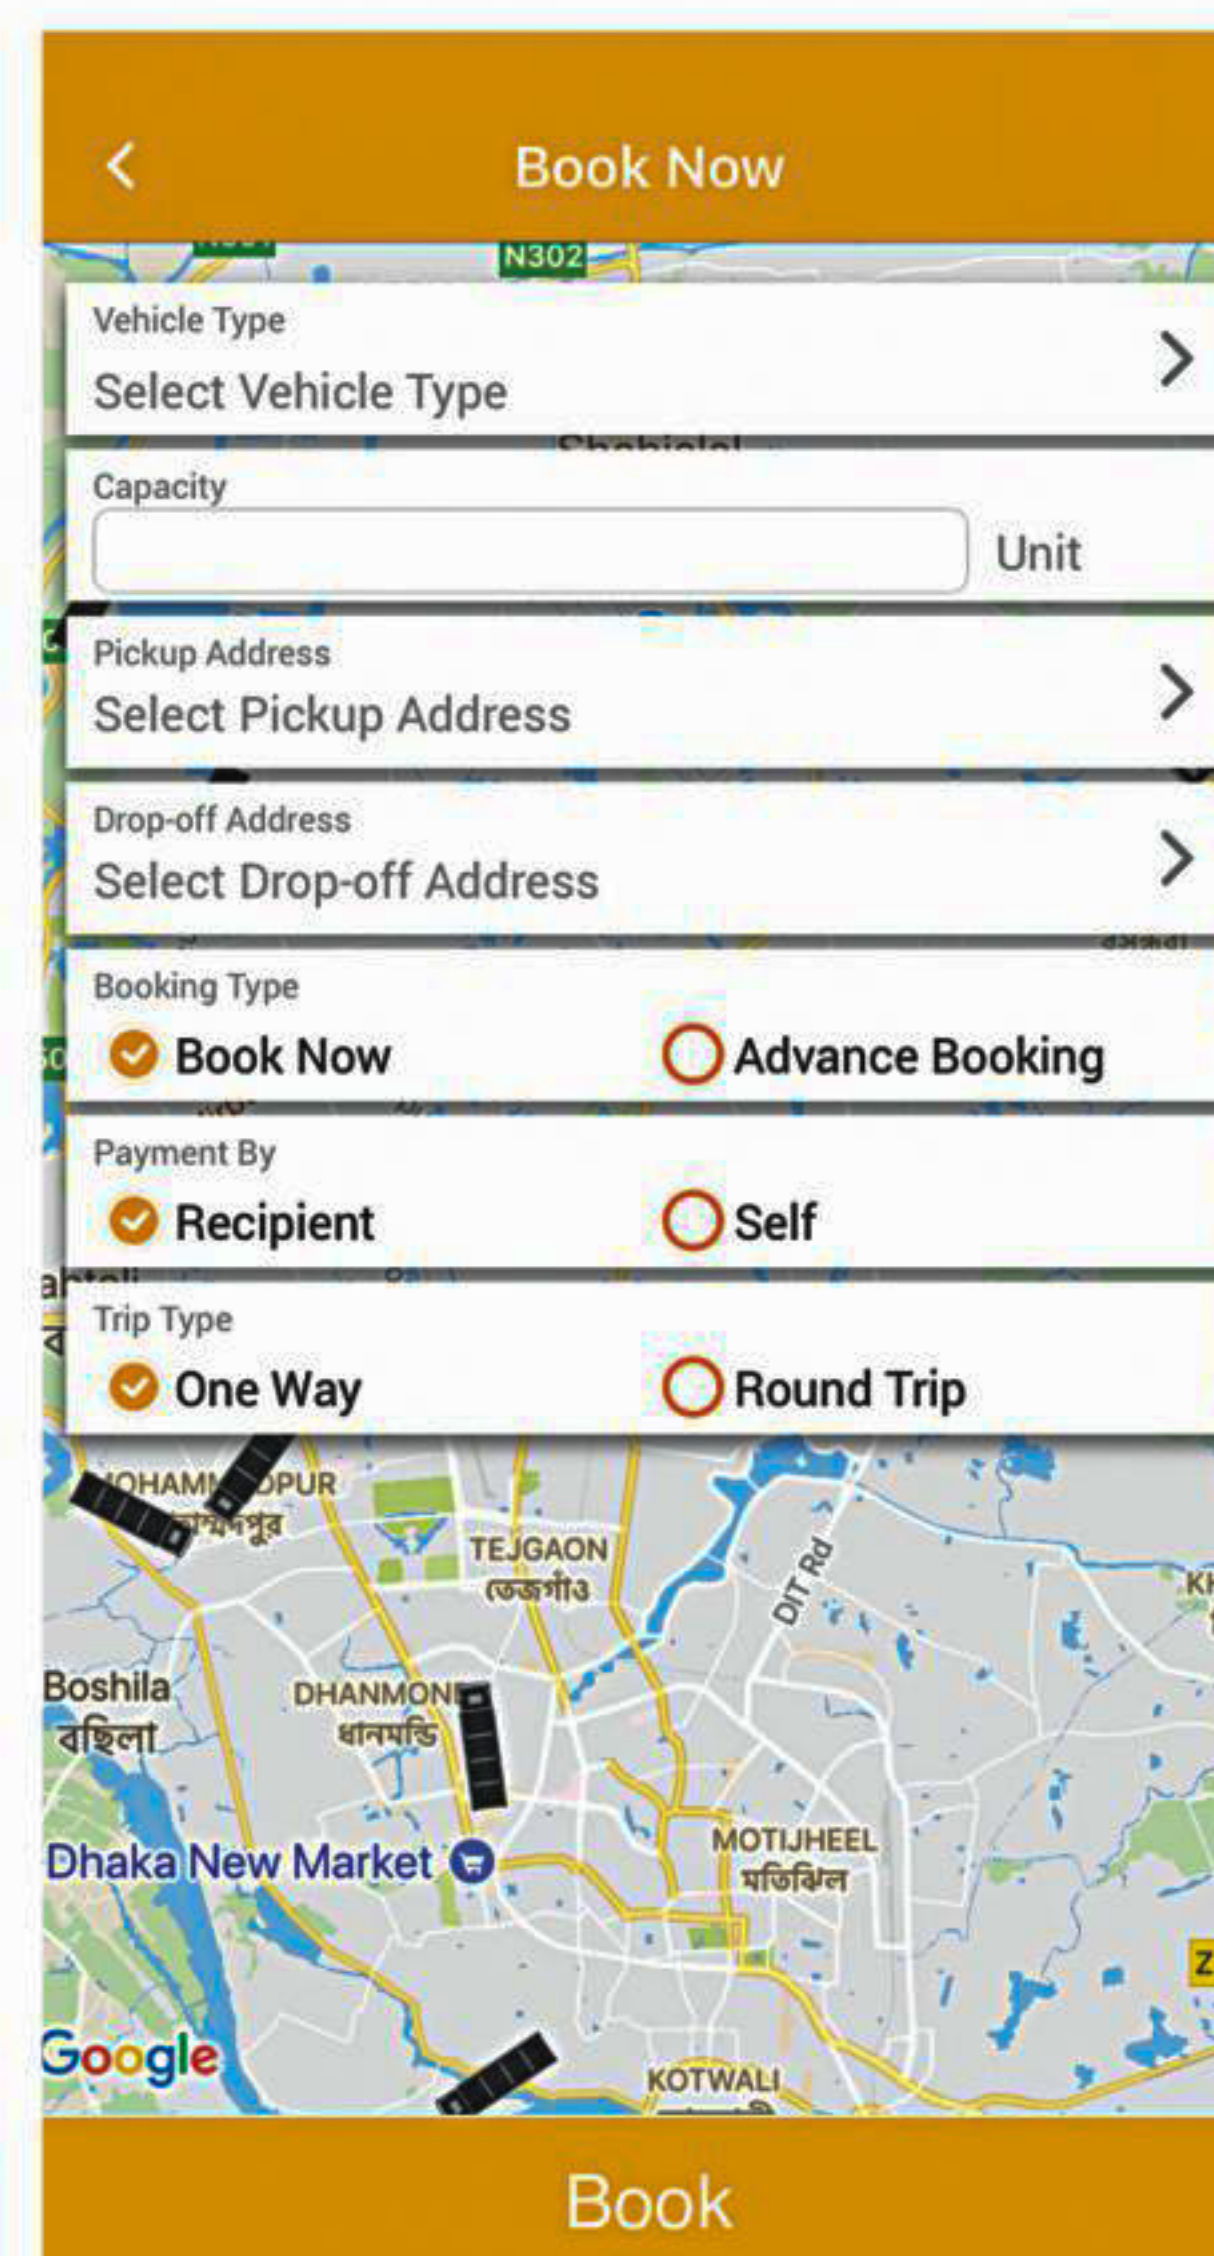 Book Now
N302
Vehicle Type
Select Vehicle Type
Capacity
Unit
Pickup Address
Select Pickup Address
Drop-off Address
Select Drop-off Address
Booking Type
Book Now
Advance Booking
Payment By
Recipient
Self
Trip Type
One Way
Round Trip
TEJGAON
তেজগাঁও
DIT Rd
Boshila
বছিলা
ধানমন্ডি
Dhaka New Market
MOTIJHEEL
মতিঝিল
Google
KOTWALI
Book